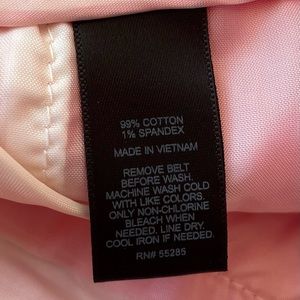 99% COTTON
1% SPANDEX
MADE IN VIETNAM
REMOVE BELT
BEFORE WASH.
MACHINE WASH COLD
WITH LIKE COLORS.
ONLY NON-CHLORINE
BLEACH WHEN
NEEDED. LINE DRY.
COOL IRON IF NEEDED.
RN# 55285